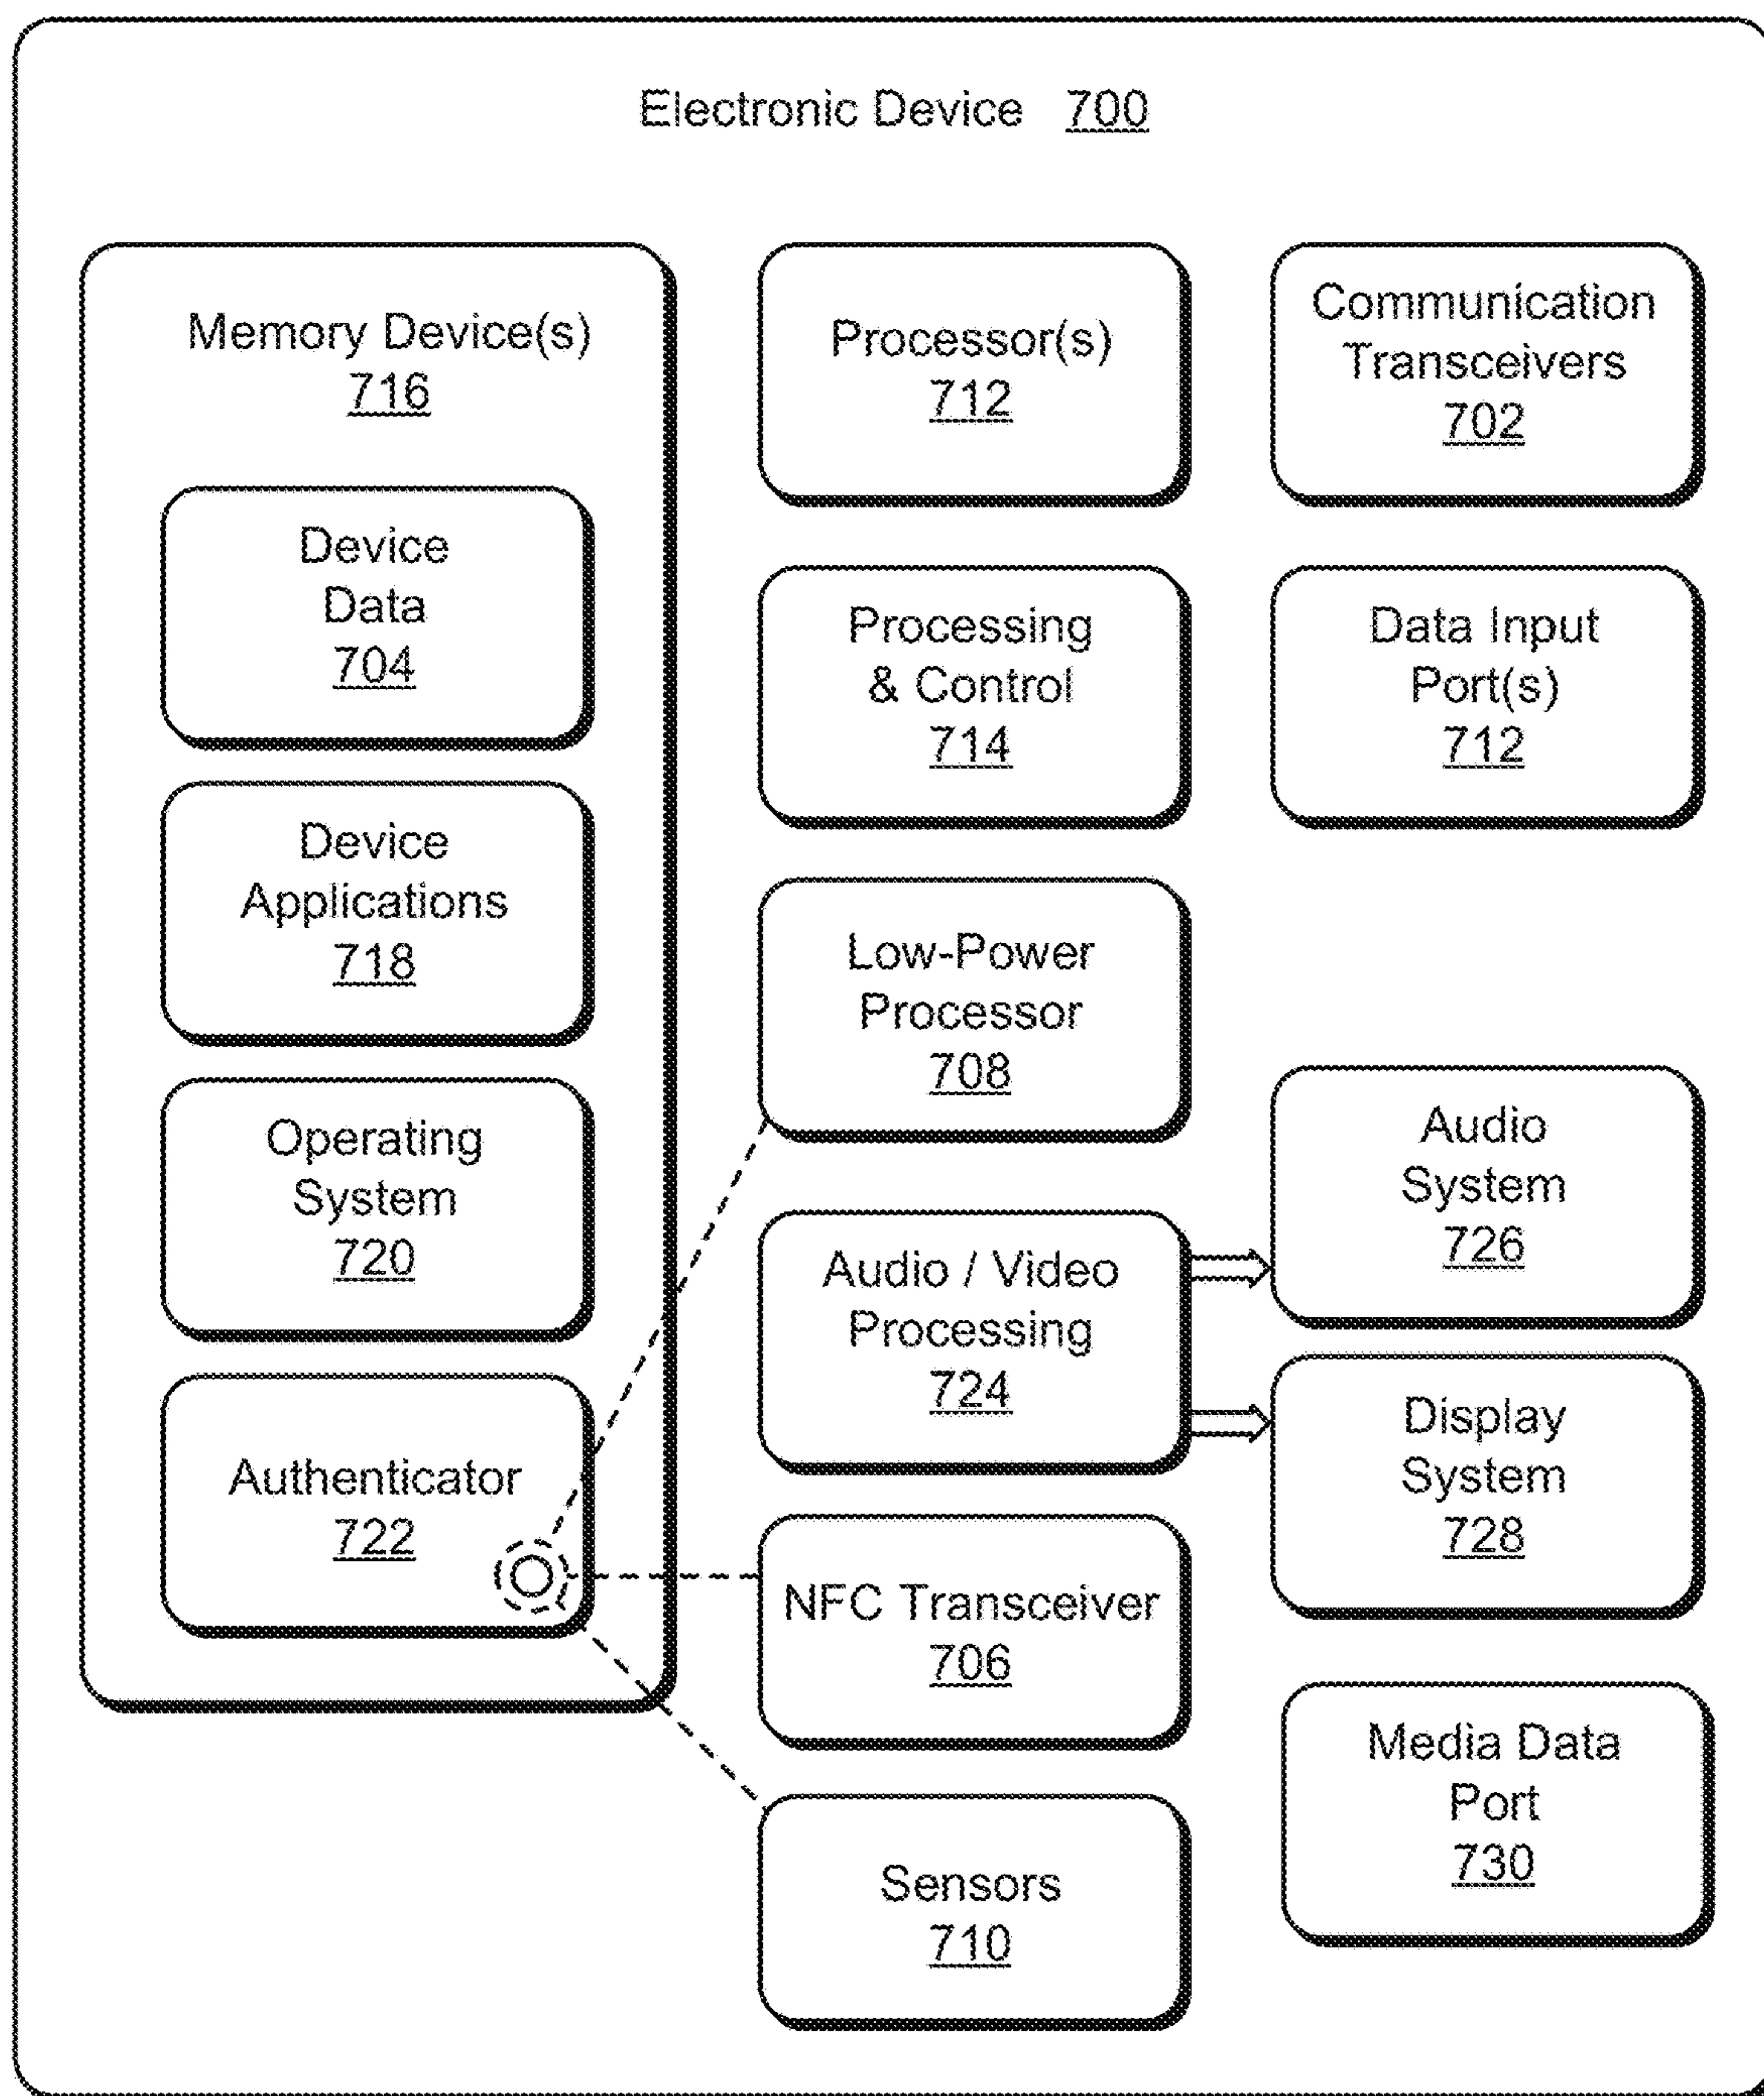 Electronic Device 700
Memory Device(s)
716
Device
Data
704
Device
Applications
718
Operating
System
720
Authenticator
722
Processor(s)
712
Processing
& Control
714
Low-Power
Processor
708
Audio / Video
Processing
724
NFC Transceiver
706
Sensors
710
Communication
Transceivers
702
Data Input
Port(s)
712
Audio
System
726
Display
System
728
Media Data
Port
730